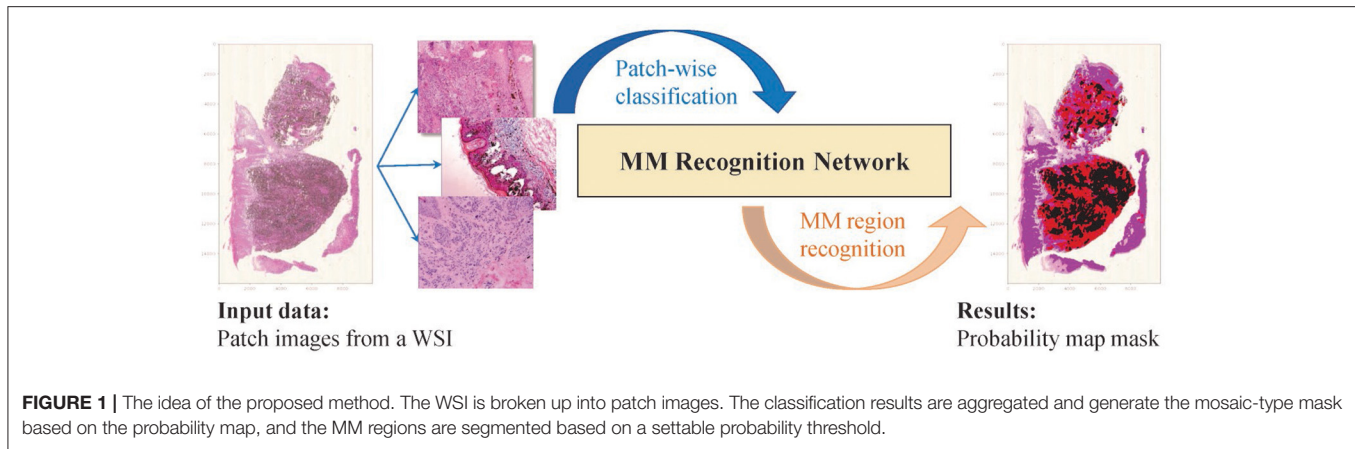 Patch-wise
classification
MM Recognition Network
MM region
recognition
Input data:
Patch images from a WSI
Results:
Probability map mask
FIGURE 1 | The idea of the proposed method. The WSI is broken up into patch images. The classification results are aggregated and generate the mosaic-type mask
based on the probability map, and the MM regions are segmented based on a settable probability threshold.